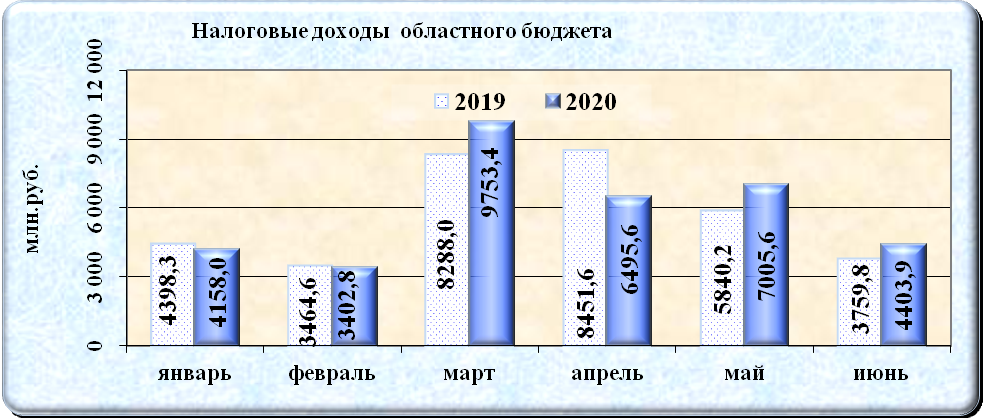 Налоговые доходы областного бюджета
млн.руб.
12 000
9 000
6 000
3 000
0
2019 2020
4398,3 4158,0 3464,6 3402,8 8288,0 9753,4 8451,6 6495,6 5840,2 7005,6 3759,8 4403,9
январь февраль март апрель май июнь